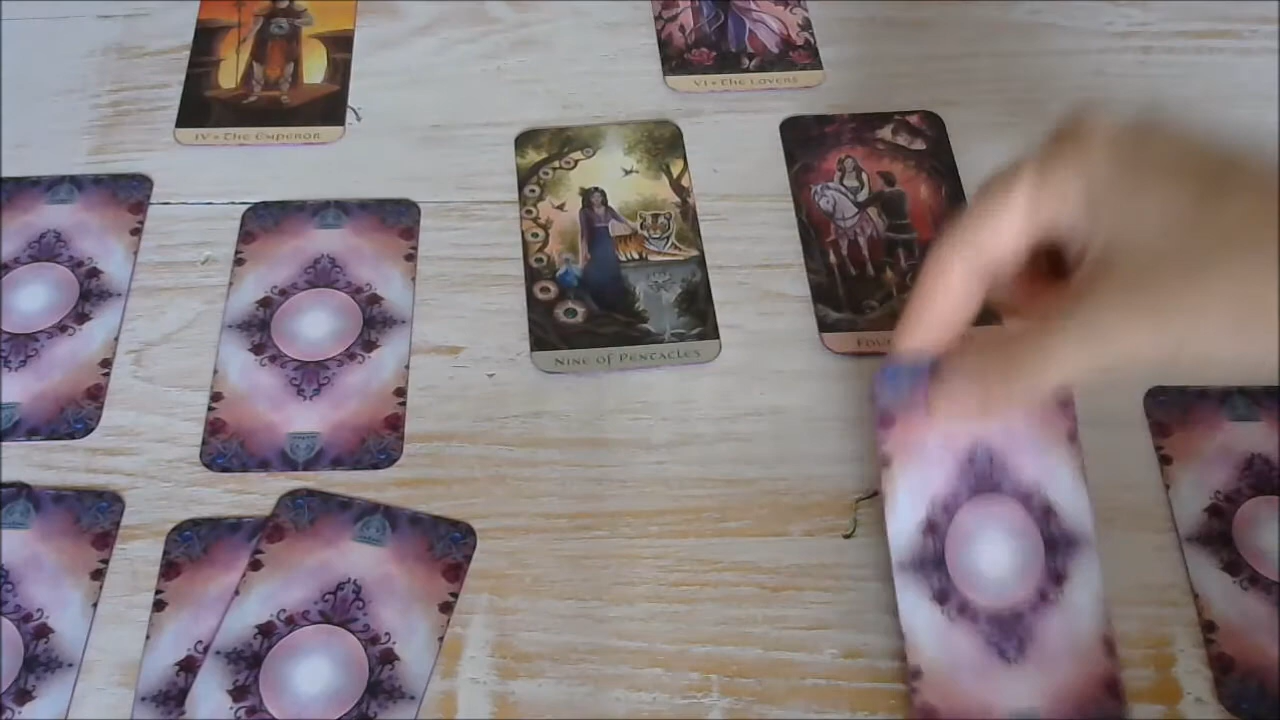 IV • The Emperor
VI • The Lovers
Nine of Pentacles